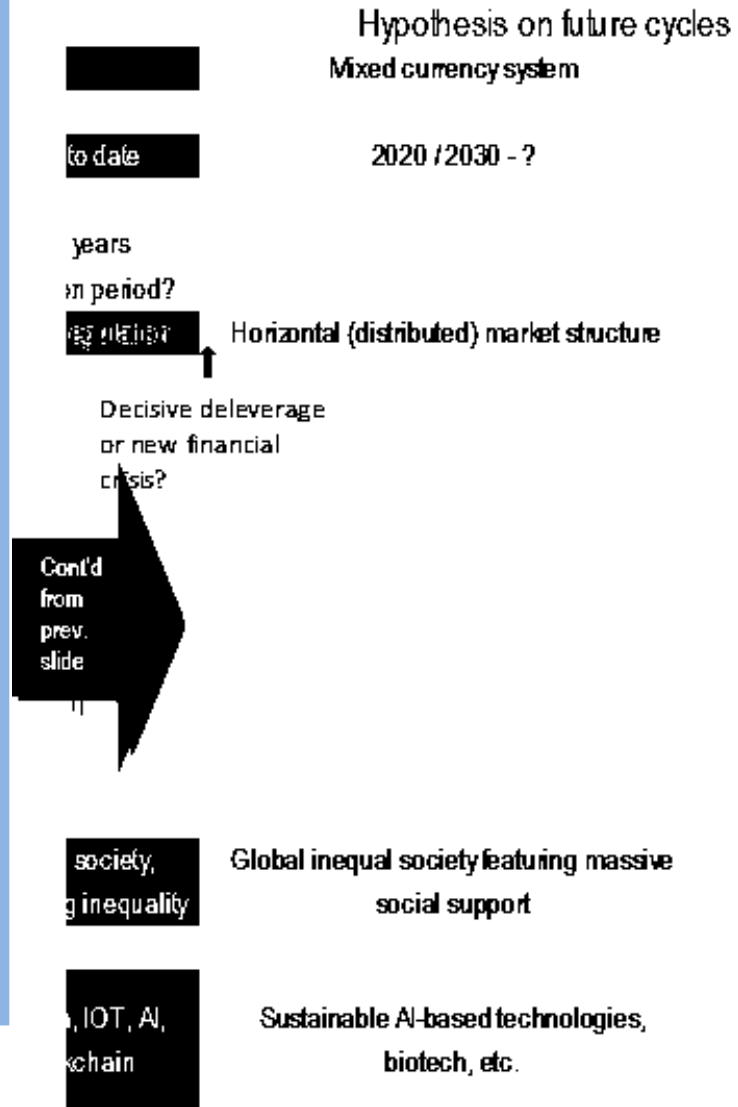 Hypothesis on future cycles
Mixed currency system
to date
2020 / 2030 - ?
years
period?
Horizontal (distributed) market structure
Decisive deleverage
or new financial
crisis?
Cont'd
from
prev.
slide
society,
Global inequal society featuring massive
inequality
social support
, IOT, AI,
Sustainable AI-based technologies,
biotech, etc.